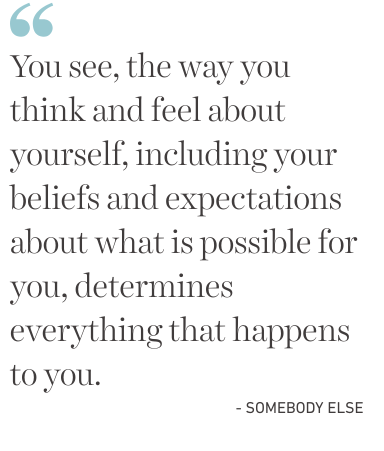 “
You see, the way you
think and feel about
yourself, including your
beliefs and expectations
about what is possible for
you, determines
everything that happens
to you.
- SOMEBODY ELSE